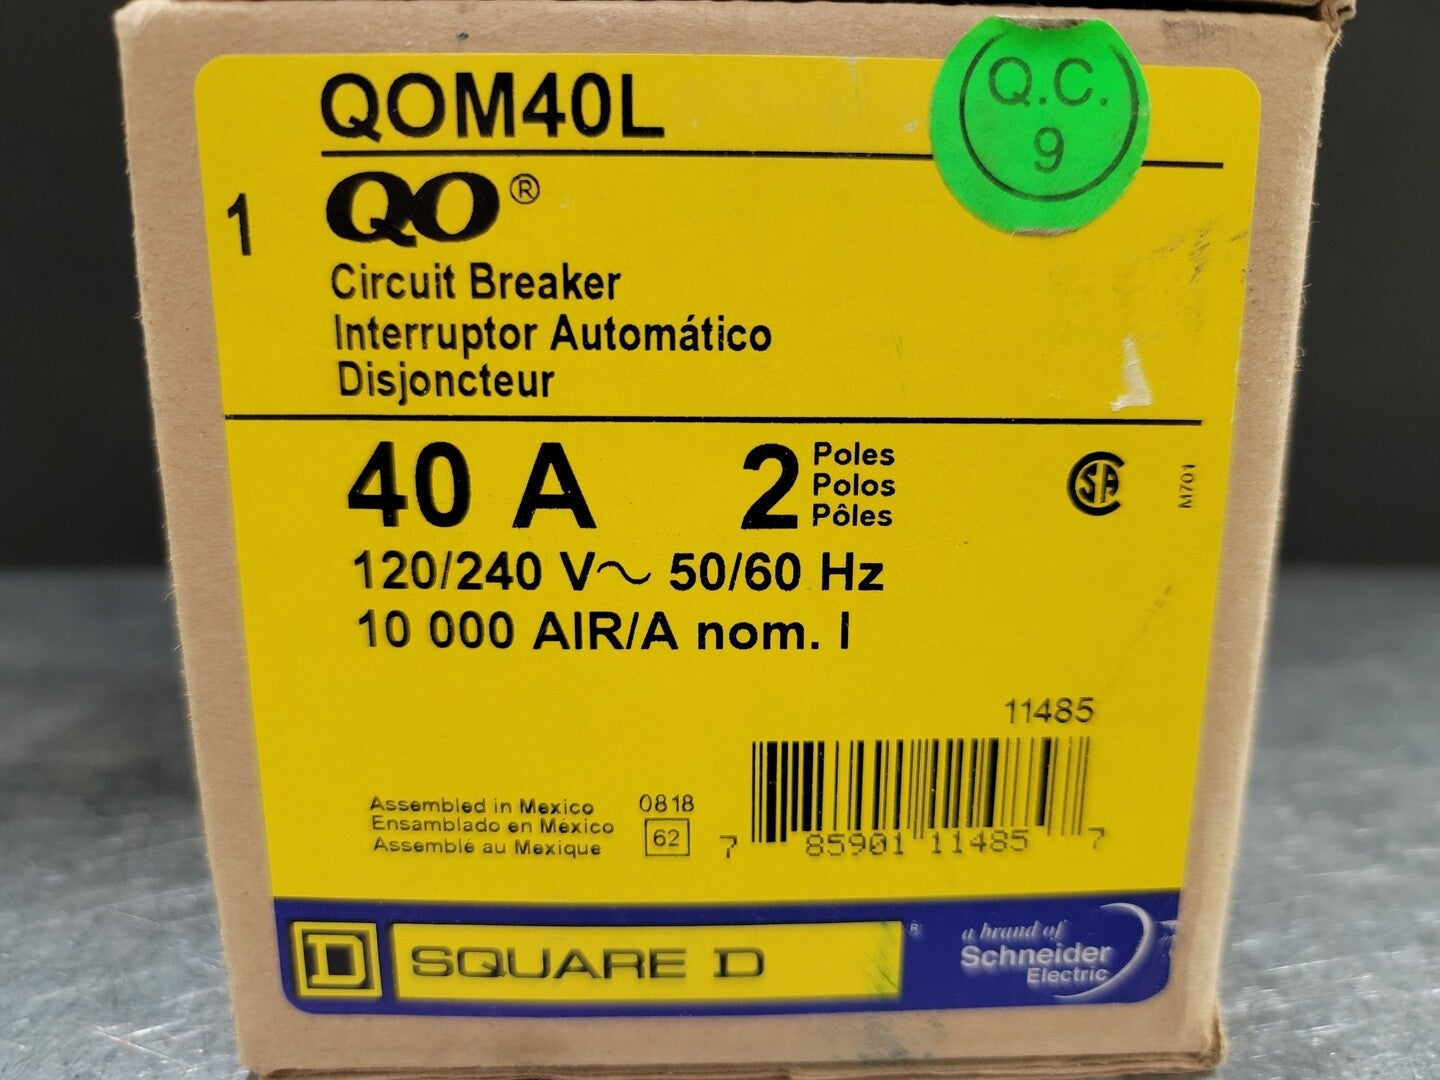 QOM40L
Q.C.
9
1
QO®
Circuit Breaker
Interruptor Automático
Disjoncteur
40 A
2
Poles
Polos
Pôles
CSA
M701
120/240 V~ 50/60 Hz
10 000 AIR/A nom. I
11485
Assembled in Mexico
Ensamblado en México
Assemblé au Mexique
0818
62
7 85901 11485 7
D
SQUARE D ®
a brand of
Schneider
Electric